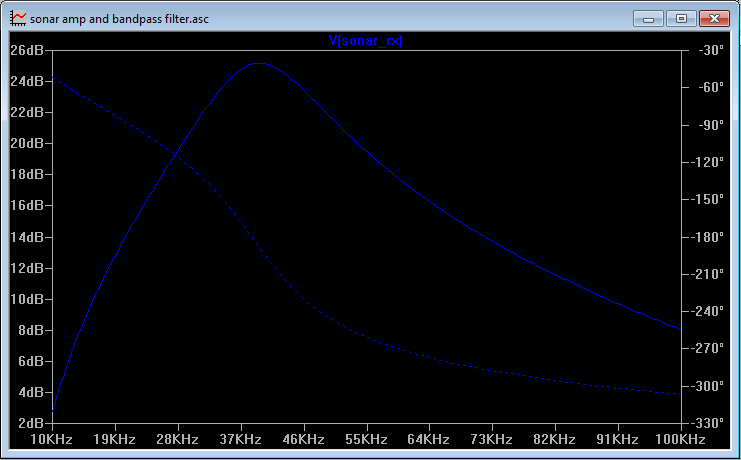 sonar amp and bandpass filter.asc
V[sonar_rx]
26dB -30°
24dB -60°
22dB -90°
20dB -120°
18dB -150°
16dB -180°
14dB -210°
12dB -240°
10dB -270°
8dB -300°
6dB -330°
4dB
2dB
10KHz 19KHz 28KHz 37KHz 46KHz 55KHz 64KHz 73KHz 82KHz 91KHz 100KHz